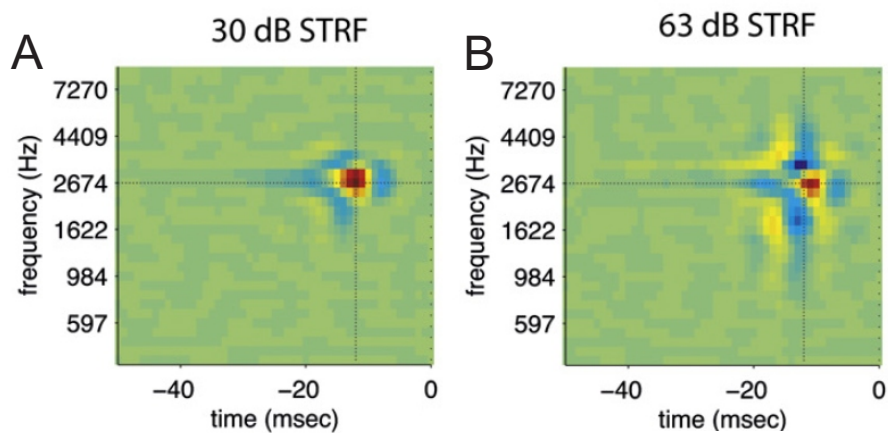 A
30 dB STRF
frequency (Hz)
7270
4409
2674
1622
984
597
−40
−20
0
time (msec)
B
63 dB STRF
frequency (Hz)
7270
4409
2674
1622
984
597
−40
−20
0
time (msec)